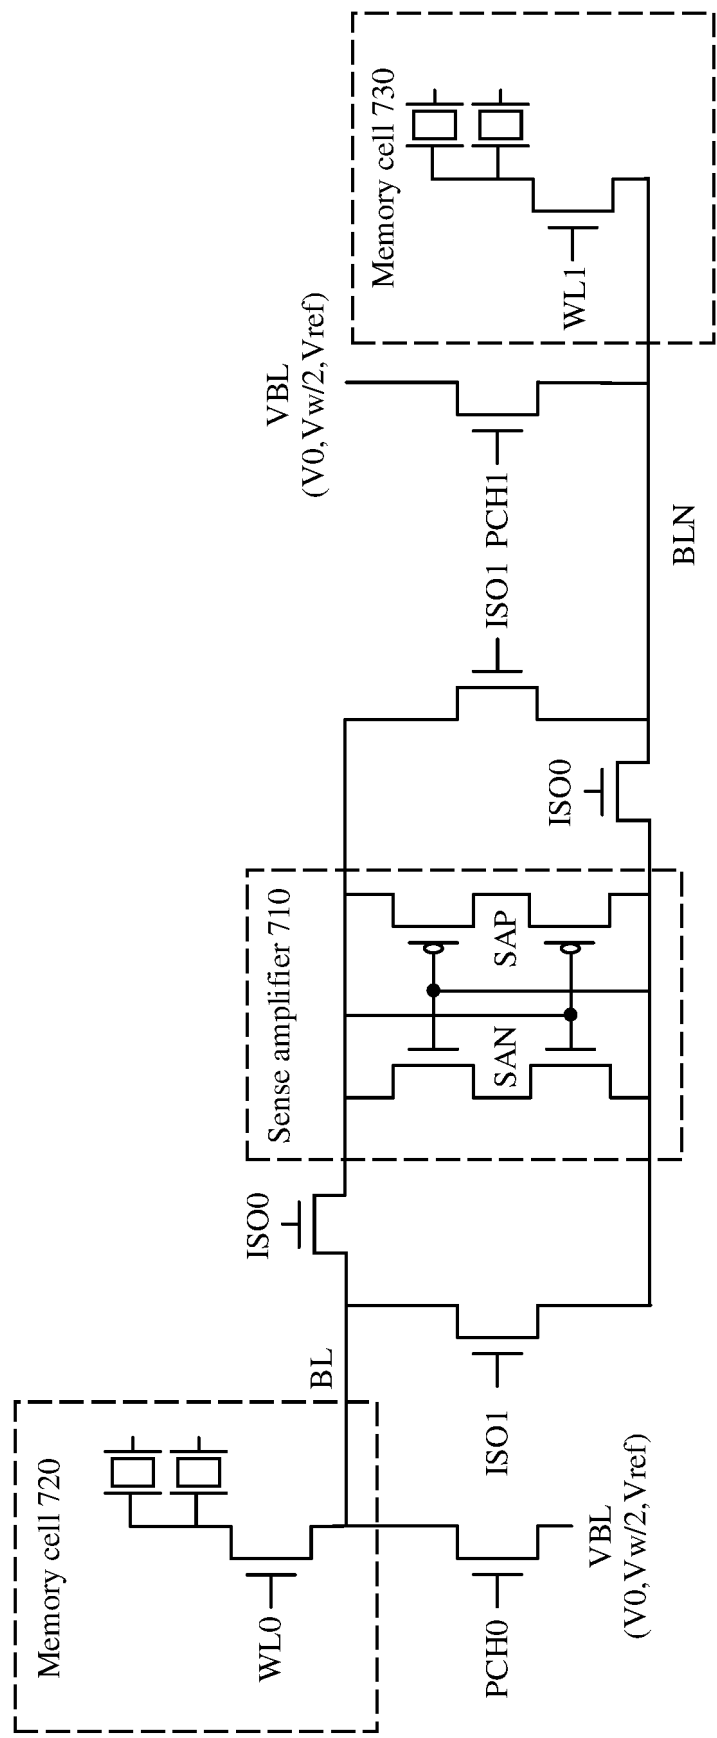 Memory cell 720
WL0
PCH0
VBL
(V0,Vw/2,Vref)
BL
ISO1
ISO0
Sense amplifier 710
SAN
SAP
ISO0
ISO1
PCH1
BLN
VBL
(V0,Vw/2,Vref)
Memory cell 730
WL1